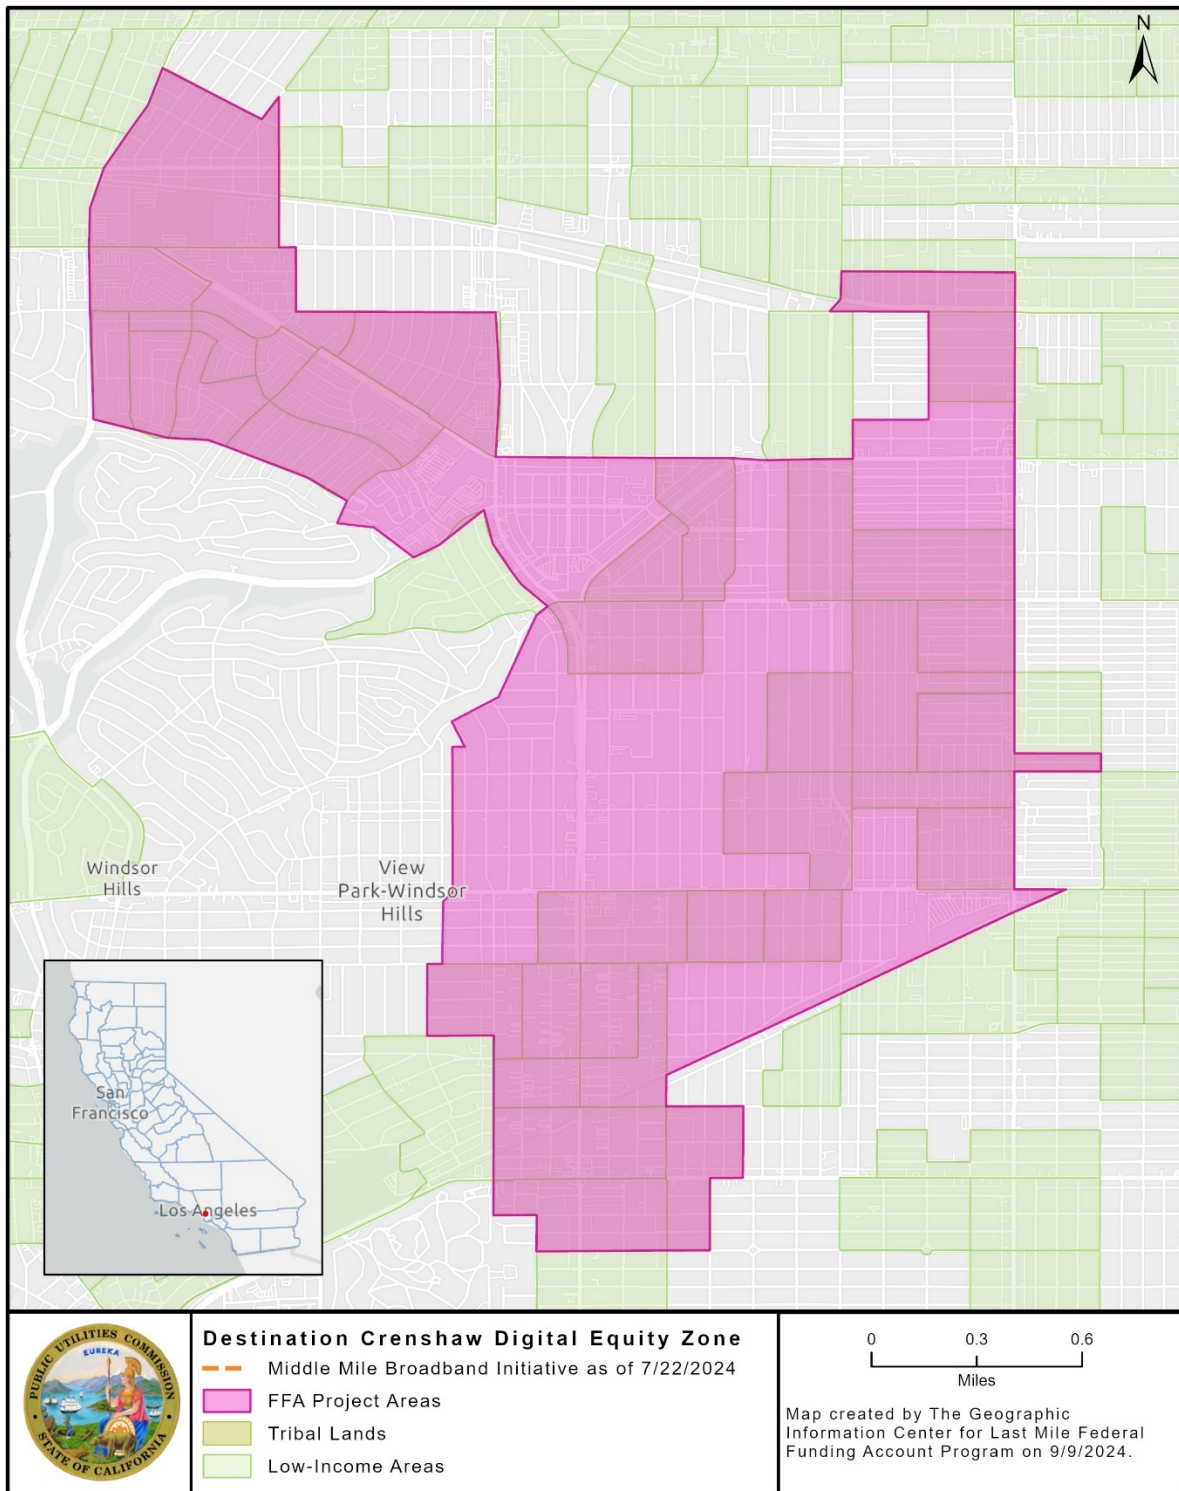 N
Windsor
Hills
View
Park-Windsor
Hills
San
Francisco
Los Angeles
PUBLIC UTILITIES COMMISSION
EUREKA
STATE OF CALIFORNIA
Destination Crenshaw Digital Equity Zone
Middle Mile Broadband Initiative as of 7/22/2024
FFA Project Areas
Tribal Lands
Low-Income Areas
0 0.3 0.6
Miles
Map created by The Geographic
Information Center for Last Mile Federal
Funding Account Program on 9/9/2024.